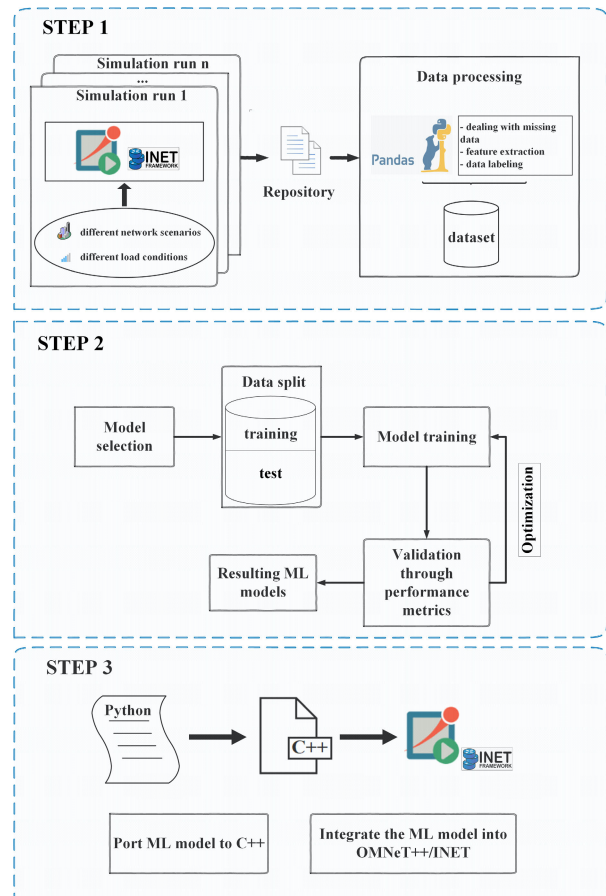 STEP 1
Simulation run n
...
Simulation run 1
INET
FRAMEWORK
different network scenarios
different load conditions
Repository
Data processing
Pandas
- dealing with missing
data
- feature extraction
- data labeling
dataset
STEP 2
Model
selection
Data split
training
test
Model training
Optimization
Validation
through
performance
metrics
Resulting ML
models
STEP 3
Python
C++
INET
FRAMEWORK
Port ML model to C++
Integrate the ML model into
OMNeT++/INET